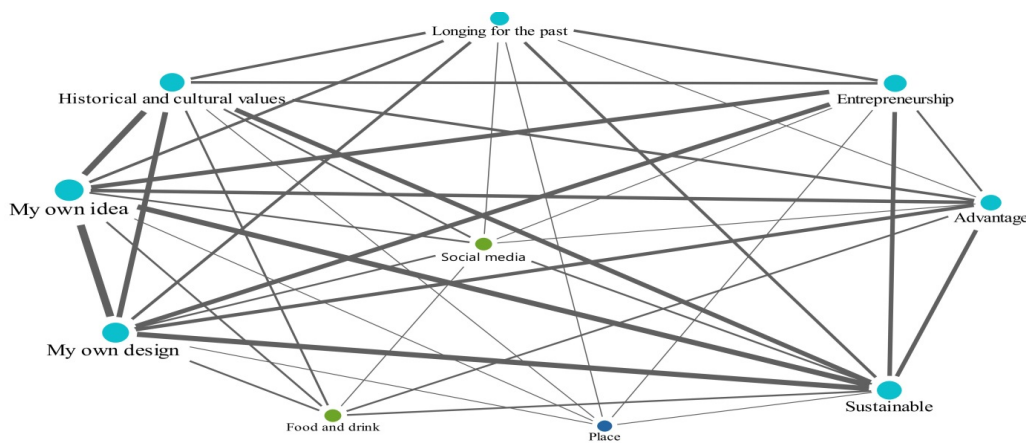 Longing for the past
Historical and cultural values
Entrepreneurship
My own idea
Advantage
Social media
My own design
Sustainable
Food and drink
Place